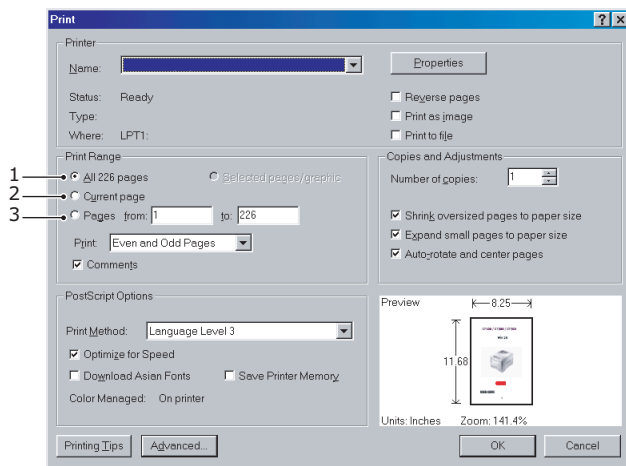 Print
Printer
Name:
Properties
Status: Ready
Reverse pages
Type:
Print as image
Where: LPT1:
Print to file
Print Range
1 All 226 pages
Selected pages/graphic
2 Current page
3 Pages from: 1 to: 226
Print: Even and Odd Pages
Comments
Copies and Adjustments
Number of copies: 1
Shrink oversized pages to paper size
Expand small pages to paper size
Auto-rotate and center pages
PostScript Options
Print Method: Language Level 3
Optimize for Speed
Download Asian Fonts Save Printer Memory
Color Managed: On printer
Preview 8.25
11.68
Units: Inches Zoom: 141.4%
Printing Tips Advanced... OK Cancel